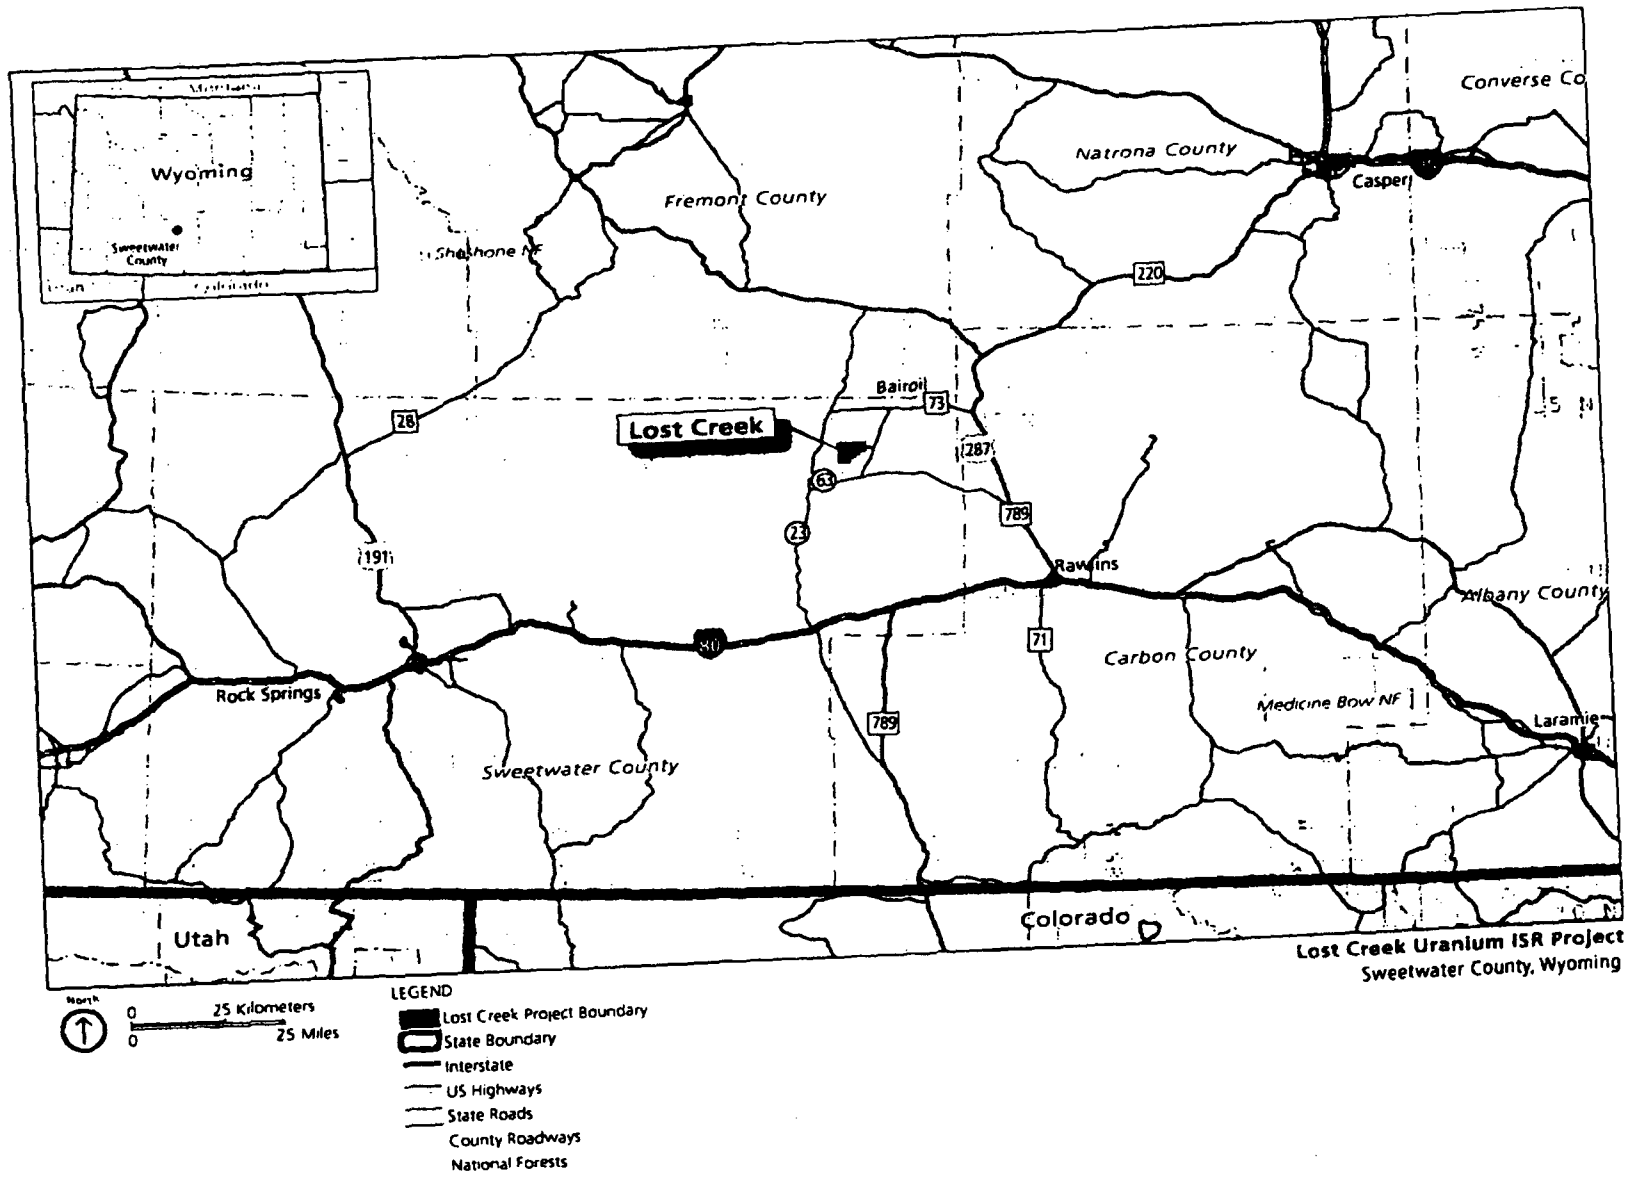 Wyoming
Sweetwater
County
Colorado
Converse Co
Natrona County
Casper
Fremont County
Shoshone NF
220
Bairoil
73
28
Lost Creek
287
63
789
23
191
Rawlins
Albany County
80
71
Carbon County
Rock Springs
Medicine Bow NF
Laramie
789
Sweetwater County
Utah
Colorado
Lost Creek Uranium ISR Project
Sweetwater County, Wyoming
North
0 25 Kilometers
0 25 Miles
LEGEND
Lost Creek Project Boundary
State Boundary
Interstate
US Highways
State Roads
County Roadways
National Forests